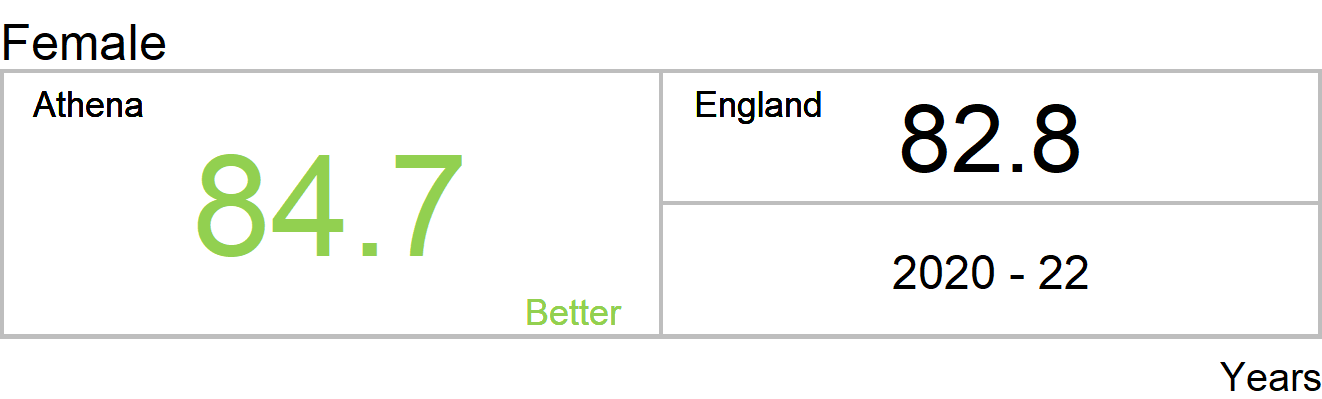 Female
Athena
84.7
Better
England
82.8
2020 - 22
Years